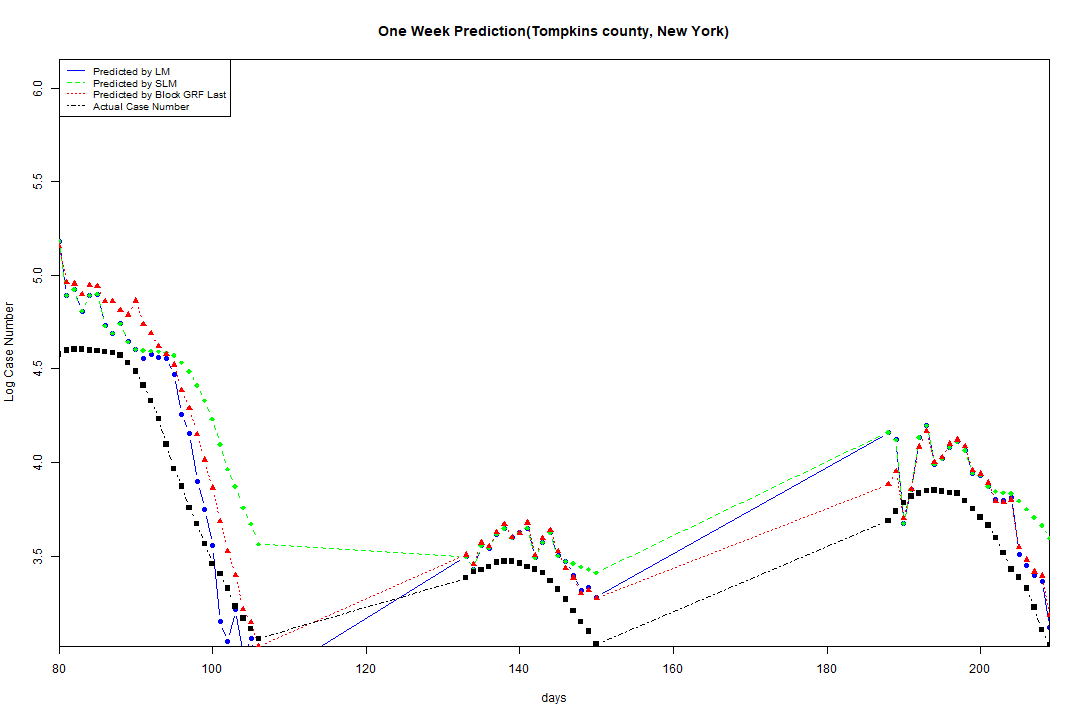 One Week Prediction(Tompkins county, New York)
Predicted by LM
Predicted by SLM
Predicted by Block GRF Last
Actual Case Number
6.0
5.5
5.0
4.5
4.0
3.5
Log Case Number
80 100 120 140 160 180 200
days